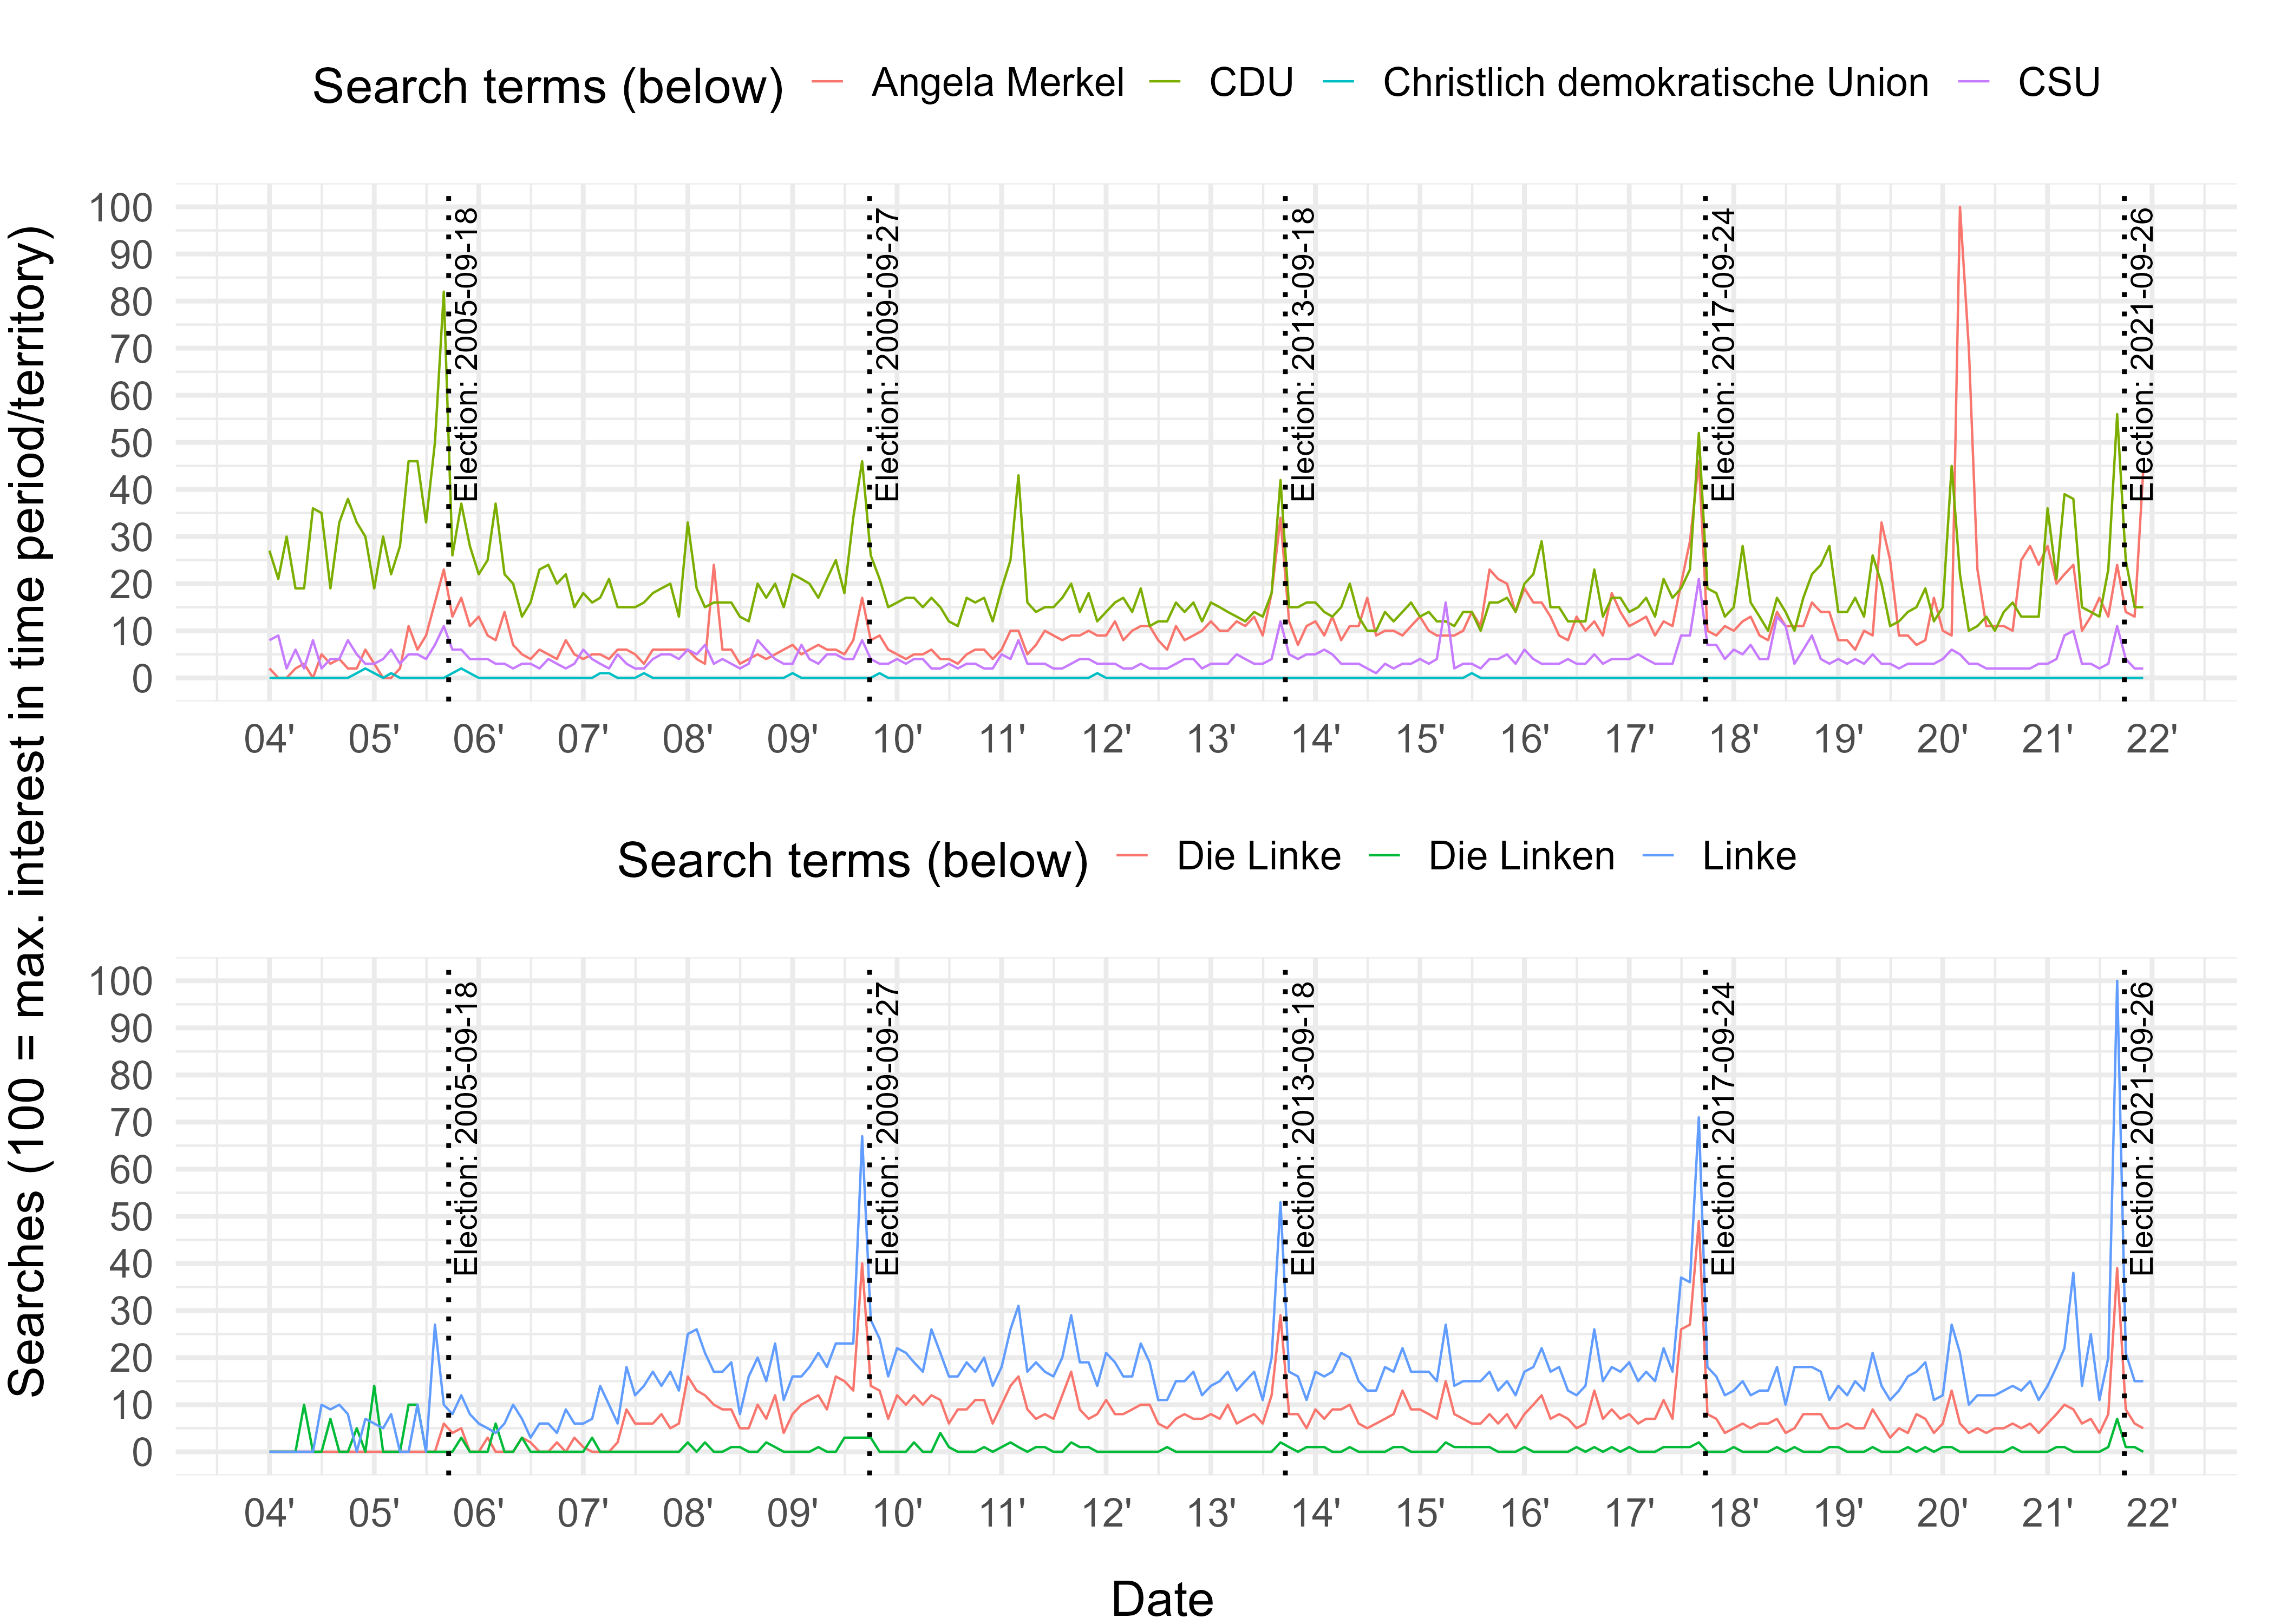 Search terms (below) Angela Merkel CDU Christlich demokratische Union CSU
Searches (100 = max. interest in time period/territory)
100
90
80
70
60
50
40
30
20
10
0
Election: 2005-09-18
Election: 2009-09-27
Election: 2013-09-18
Election: 2017-09-24
Election: 2021-09-26
04' 05' 06' 07' 08' 09' 10' 11' 12' 13' 14' 15' 16' 17' 18' 19' 20' 21' 22'
Search terms (below) Die Linke Die Linken Linke
100
90
80
70
60
50
40
30
20
10
0
Election: 2005-09-18
Election: 2009-09-27
Election: 2013-09-18
Election: 2017-09-24
Election: 2021-09-26
04' 05' 06' 07' 08' 09' 10' 11' 12' 13' 14' 15' 16' 17' 18' 19' 20' 21' 22'
Date